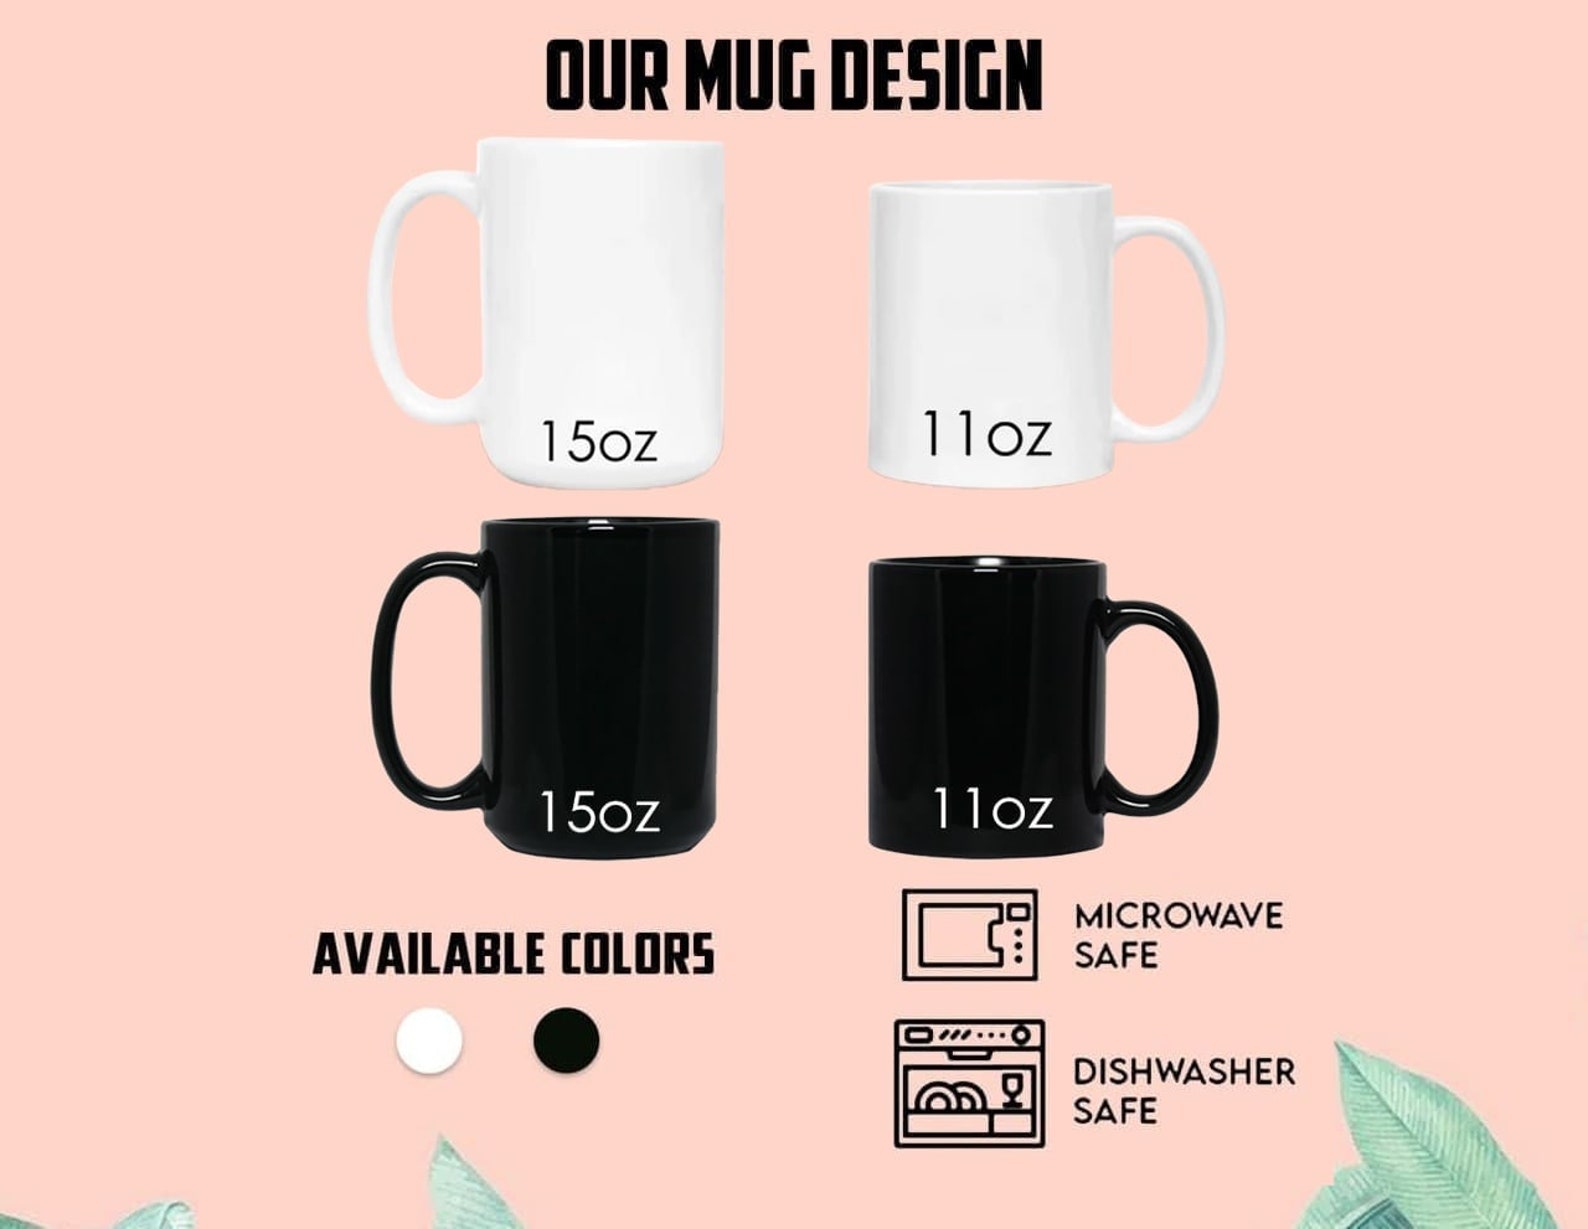 OUR MUG DESIGN
15oz
11oz
15oz
11oz
AVAILABLE COLORS
MICROWAVE
SAFE
DISHWASHER
SAFE